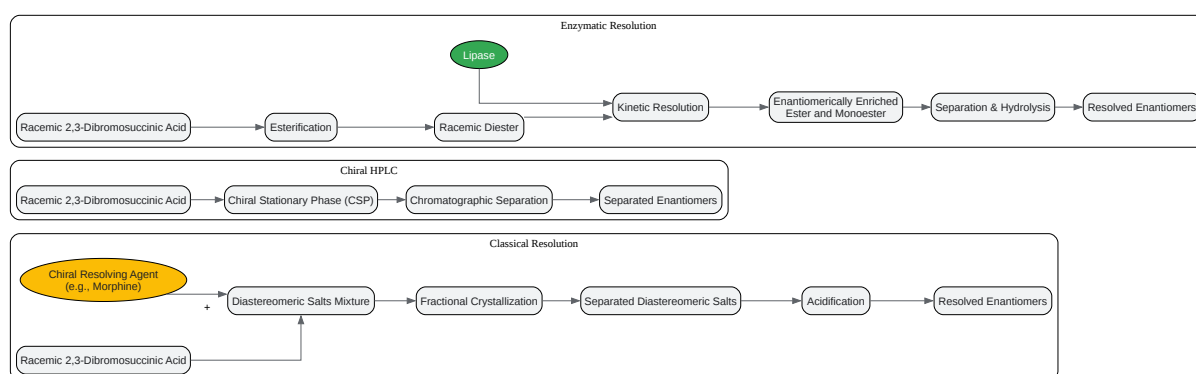 Enzymatic Resolution
Lipase
Racemic 2,3-Dibromosuccinic Acid
Esterification
Racemic Diester
Kinetic Resolution
Enantiomerically Enriched
Ester and Monoester
Separation & Hydrolysis
Resolved Enantiomers
Chiral HPLC
Racemic 2,3-Dibromosuccinic Acid
Chiral Stationary Phase (CSP)
Chromatographic Separation
Separated Enantiomers
Classical Resolution
Chiral Resolving Agent
(e.g., Morphine)
+
Diastereomeric Salts Mixture
Fractional Crystallization
Separated Diastereomeric Salts
Acidification
Resolved Enantiomers
Racemic 2,3-Dibromosuccinic Acid